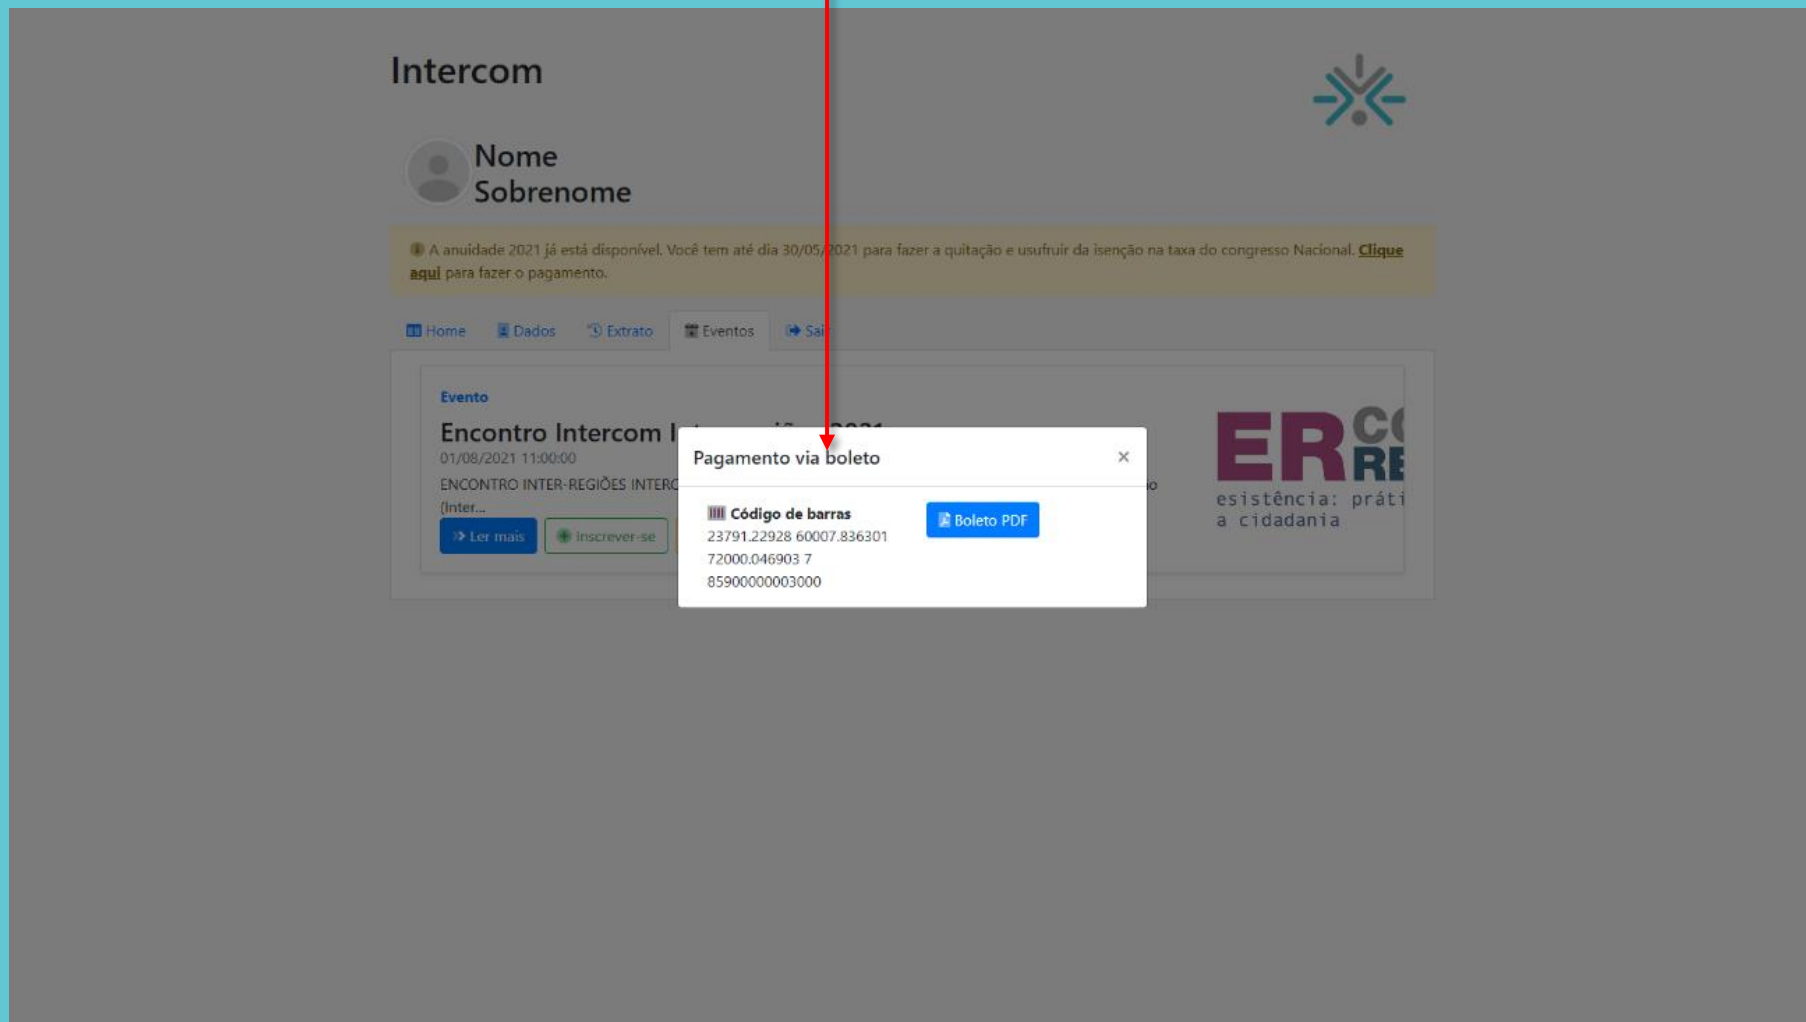 Intercom
Nome
Sobrenome
A anuidade 2021 já está disponível. Você tem até dia 30/05/2021 para fazer a quitação e usufruir da isenção na taxa do congresso Nacional. Clique
aqui para fazer o pagamento.
Home Dados Extrato Eventos Sair
Evento
Encontro Intercom
01/08/2021 11:00:00
ENCONTRO INTER-REGIÕES
(Inter...
Ler mais Inscrever-se
Pagamento via boleto ×
Código de barras
23791.22928 60007.836301
72000.046903 7
85900000003000
Boleto PDF
ER
esistência: práti
a cidadania